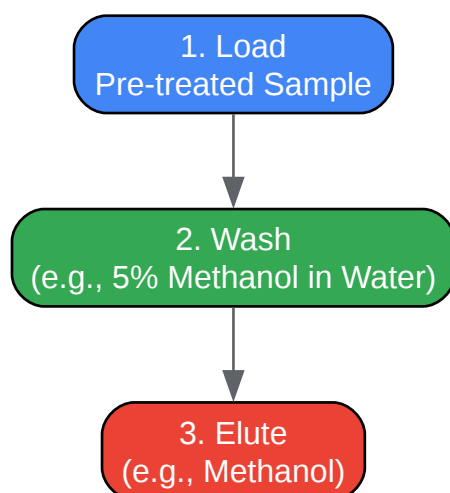 1. Load
Pre-treated Sample
2. Wash
(e.g., 5% Methanol in Water)
3. Elute
(e.g., Methanol)